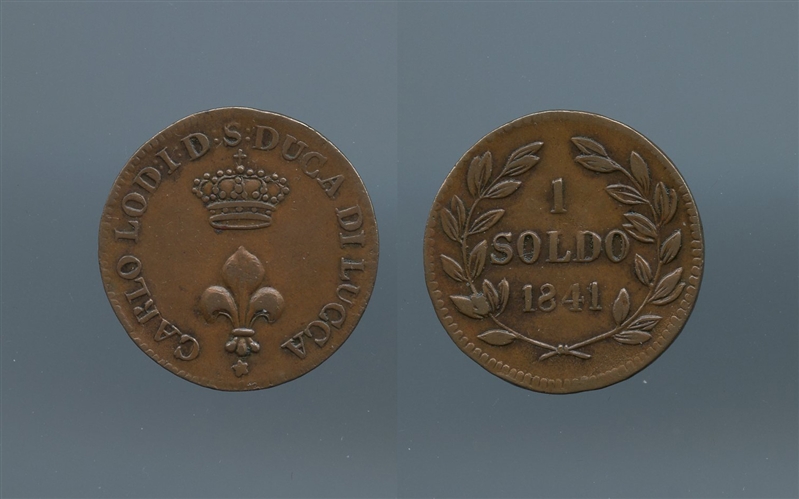 CARLO LOD·I·D·S·DUCA DI LUCCA
1
SOLDO
1841